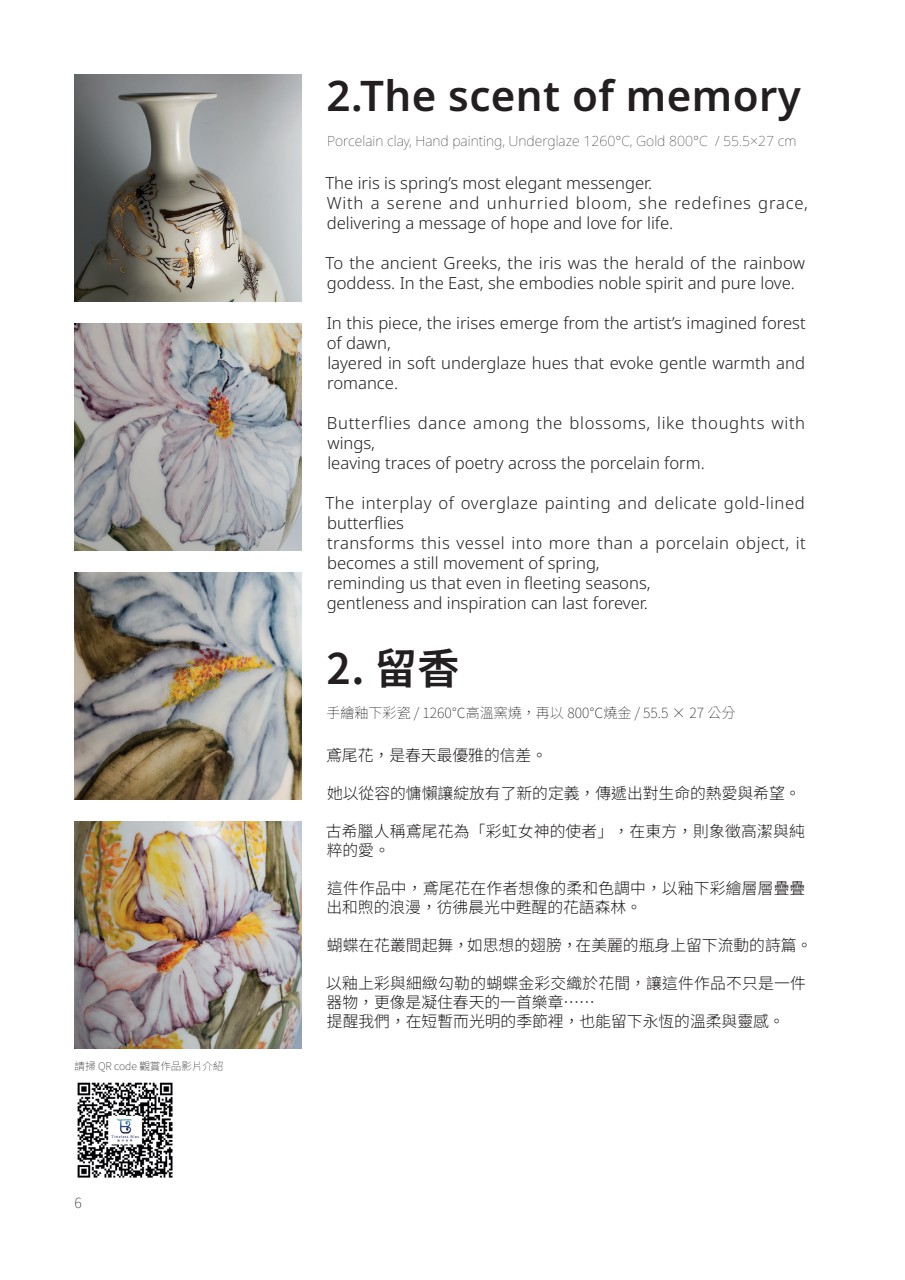 2.The scent of memory
Porcelain clay, Hand painting, Underglaze 1260°C, Gold 800°C / 55.5×27 cm
The iris is spring’s most elegant messenger.
With a serene and unhurried bloom, she redefines grace,
delivering a message of hope and love for life.
To the ancient Greeks, the iris was the herald of the rainbow
goddess. In the East, she embodies noble spirit and pure love.
In this piece, the irises emerge from the artist’s imagined forest
of dawn,
layered in soft underglaze hues that evoke gentle warmth and
romance.
Butterflies dance among the blossoms, like thoughts with
wings,
leaving traces of poetry across the porcelain form.
The interplay of overglaze painting and delicate gold-lined
butterflies
transforms this vessel into more than a porcelain object, it
becomes a still movement of spring,
reminding us that even in fleeting seasons,
gentleness and inspiration can last forever.
2. 留香
手繪釉下彩瓷 / 1260°C高溫窯燒，再以 800°C燒金 / 55.5 × 27 公分
鳶尾花，是春天最優雅的信差。
她以從容的慵懶讓綻放有了新的定義，傳遞出對生命的熱愛與希望。
古希臘人稱鳶尾花為「彩虹女神的使者」，在東方，則象徵高潔與純
粹的愛。
這件作品中，鳶尾花在作者想像的柔和色調中，以釉下彩繪層層疊疊
出和煦的浪漫，彷彿晨光中甦醒的花語森林。
蝴蝶在花叢間起舞，如思想的翅膀，在美麗的瓶身上留下流動的詩篇。
以釉上彩與細緻勾勒的蝴蝶金彩交織於花間，讓這件作品不只是一件
器物，更像是凝住春天的一首樂章⋯⋯
提醒我們，在短暫而光明的季節裡，也能留下永恆的溫柔與靈感。
請掃 QR code 觀賞作品影片介紹
6